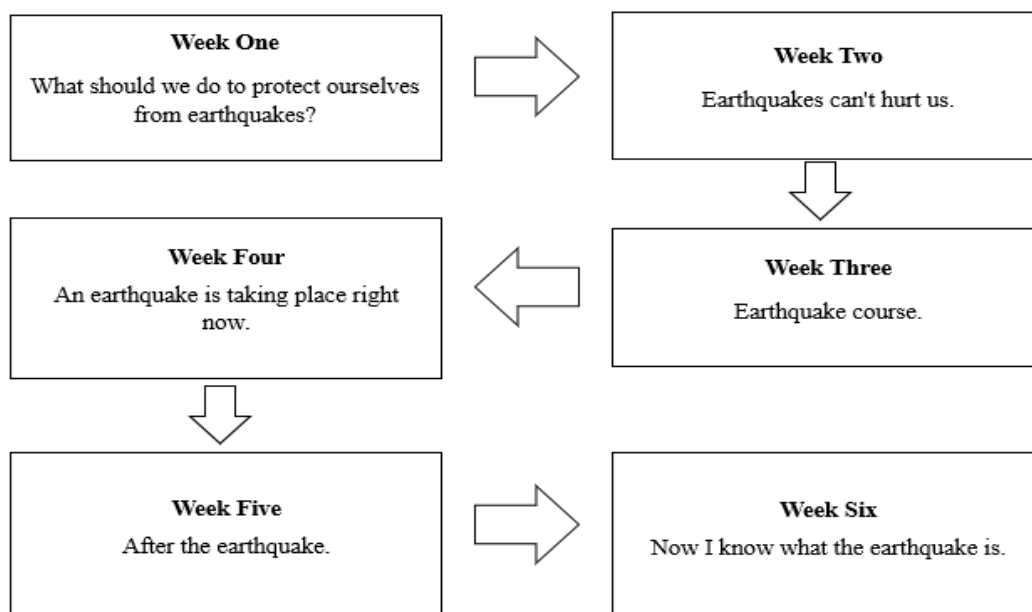 Week One
What should we do to protect ourselves
from earthquakes?
Week Two
Earthquakes can't hurt us.
Week Three
Earthquake course.
Week Four
An earthquake is taking place right
now.
Week Five
After the earthquake.
Week Six
Now I know what the earthquake is.